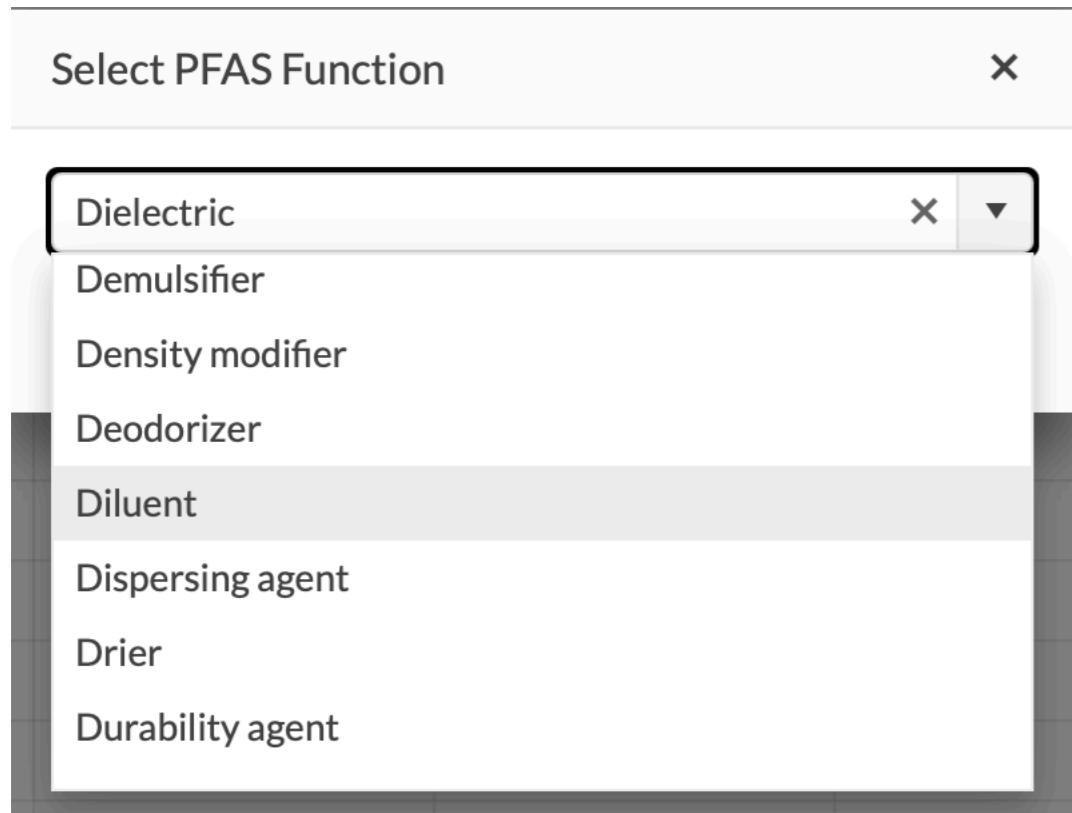 Select PFAS Function
Dielectric
Demulsifier
Density modifier
Deodorizer
Diluent
Dispersing agent
Drier
Durability agent